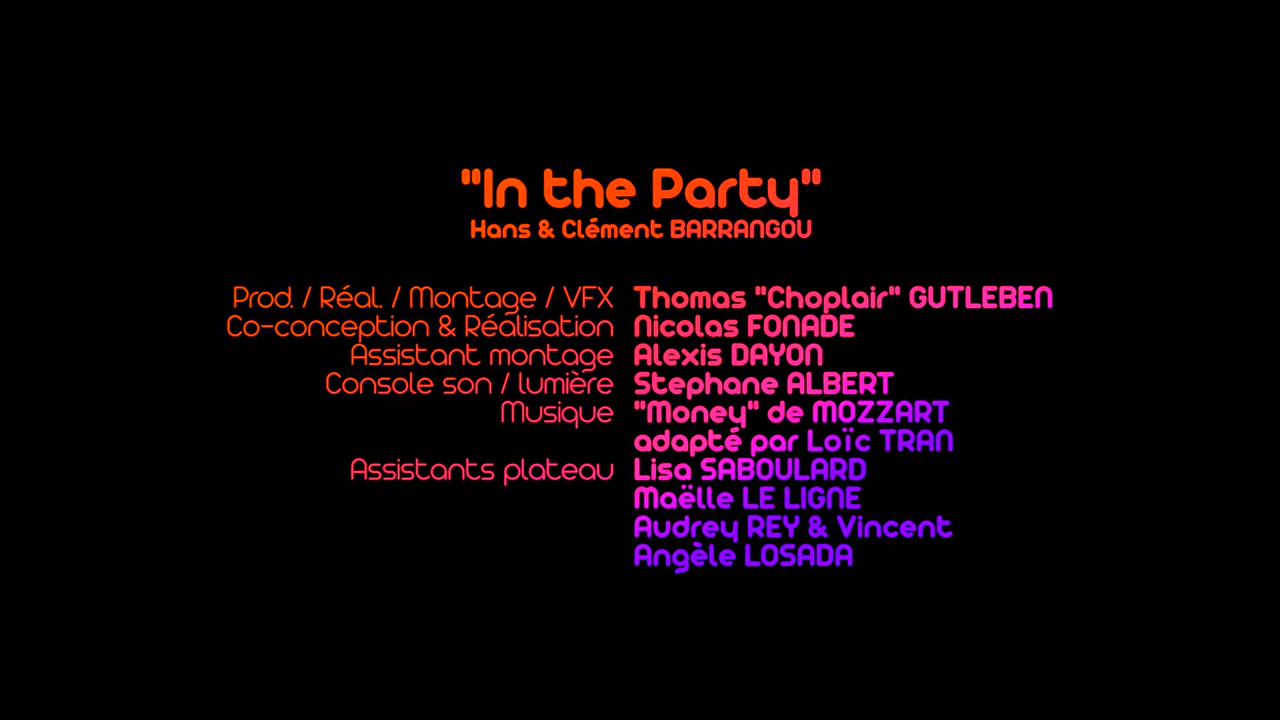 "In the Party"
Hans & Clément BARRANGOU
Prod. / Réal. / Montage / VFX Thomas "Choplair" GUTLEBEN
Co-conception & Réalisation Nicolas FONADE
Assistant montage Alexis DAYON
Console son / lumière Stephane ALBERT
Musique "Money" de MOZZART
adapté par Loïc TRAN
Assistants plateau Lisa SABOULARD
Maëlle LE LIGNE
Audrey REY & Vincent
Angèle LOSADA